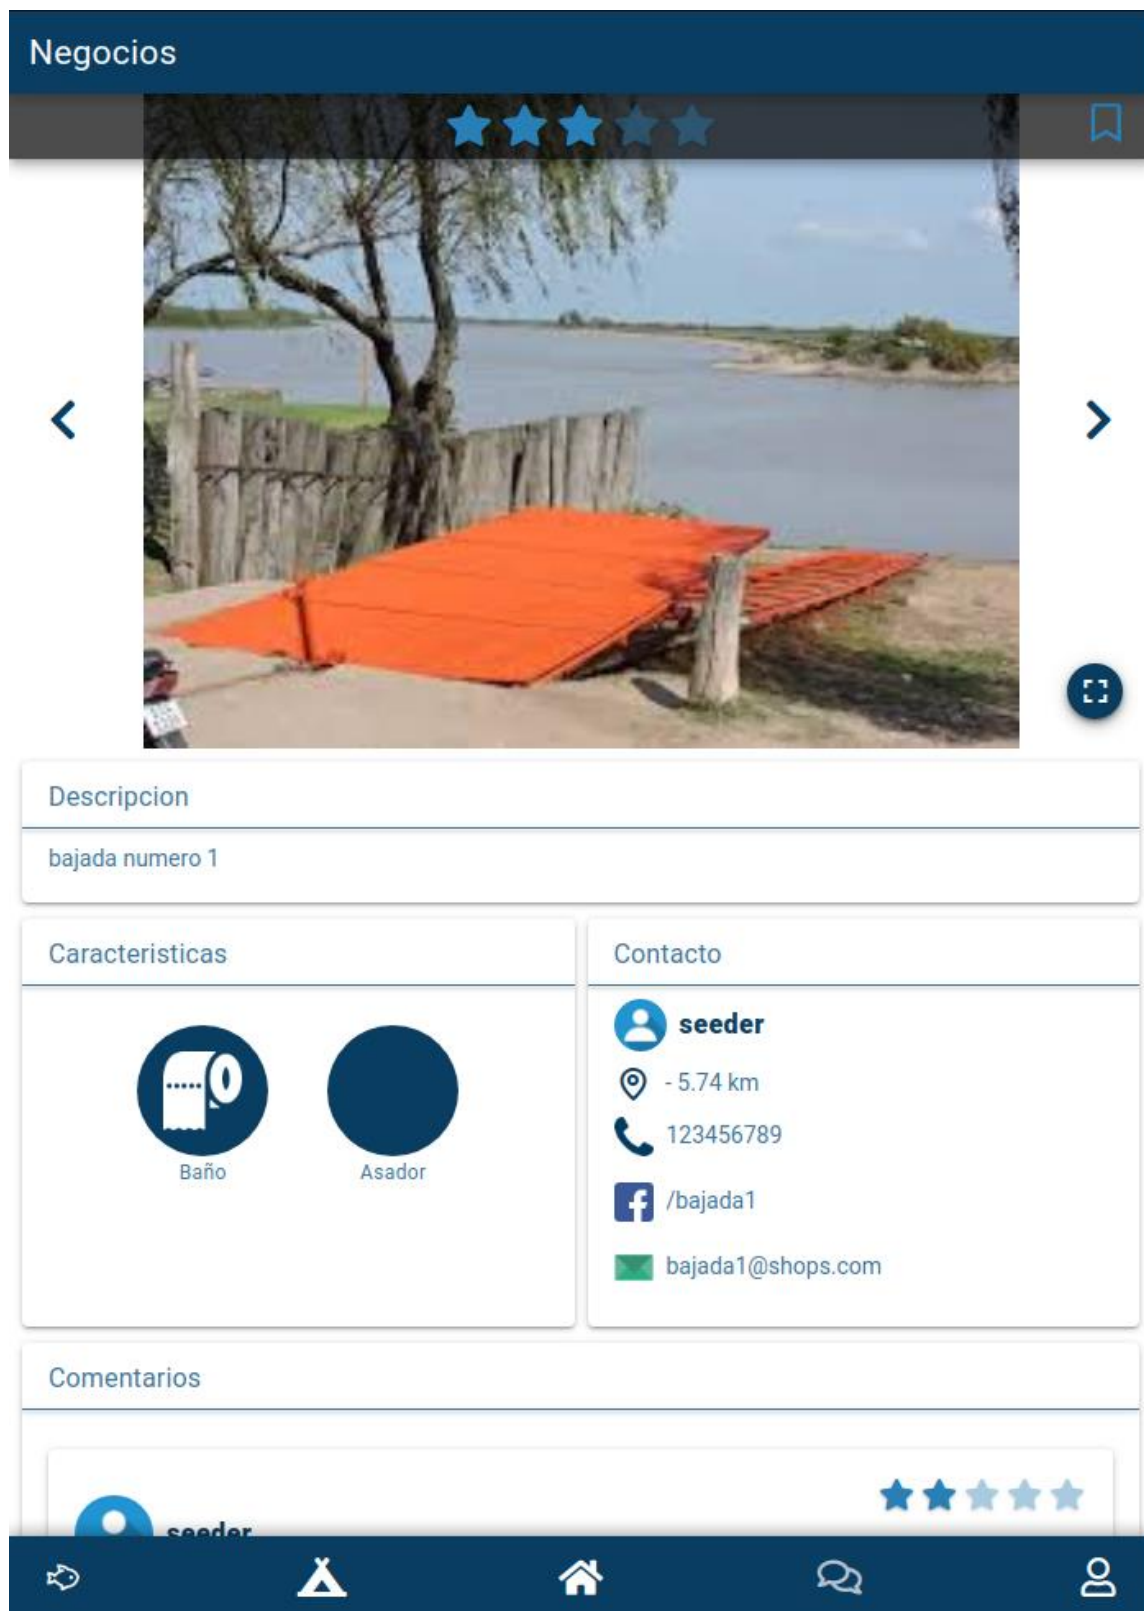 Negocios
Descripcion
bajada numero 1
Caracteristicas
Baño
Asador
Contacto
seeder
- 5.74 km
123456789
/bajada1
bajada1@shops.com
Comentarios
seeder